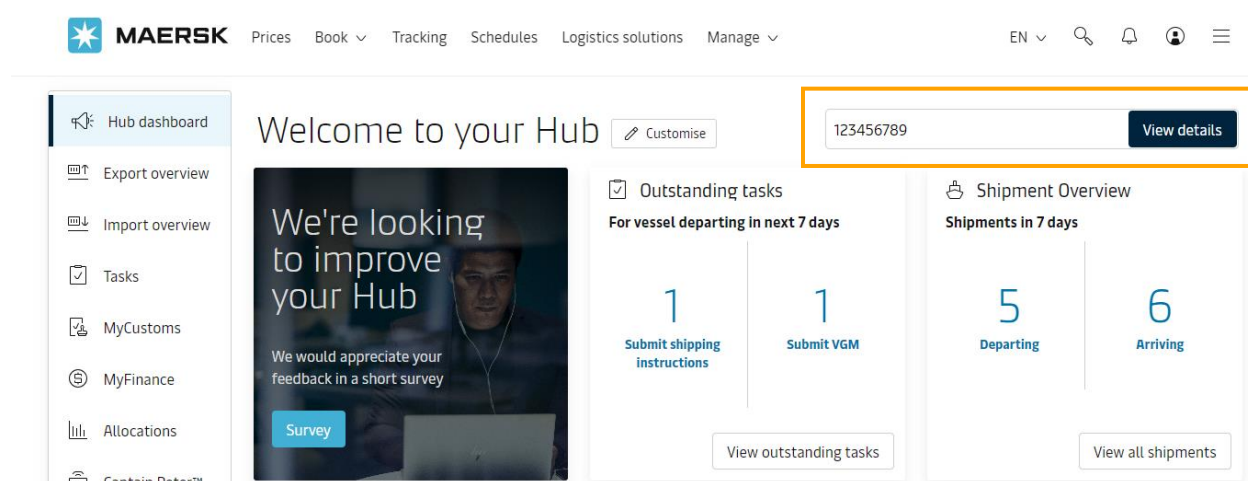 MAERSK Prices Book Tracking Schedules Logistics solutions Manage EN
Hub dashboard
Export overview
Import overview
Tasks
MyCustoms
MyFinance
Allocations
Welcome to your Hub Customise
123456789 View details
We're looking
to improve
your Hub
We would appreciate your
feedback in a short survey
Survey
Outstanding tasks
For vessel departing in next 7 days
1
Submit shipping
instructions
1
Submit VGM
View outstanding tasks
Shipment Overview
Shipments in 7 days
5
Departing
6
Arriving
View all shipments